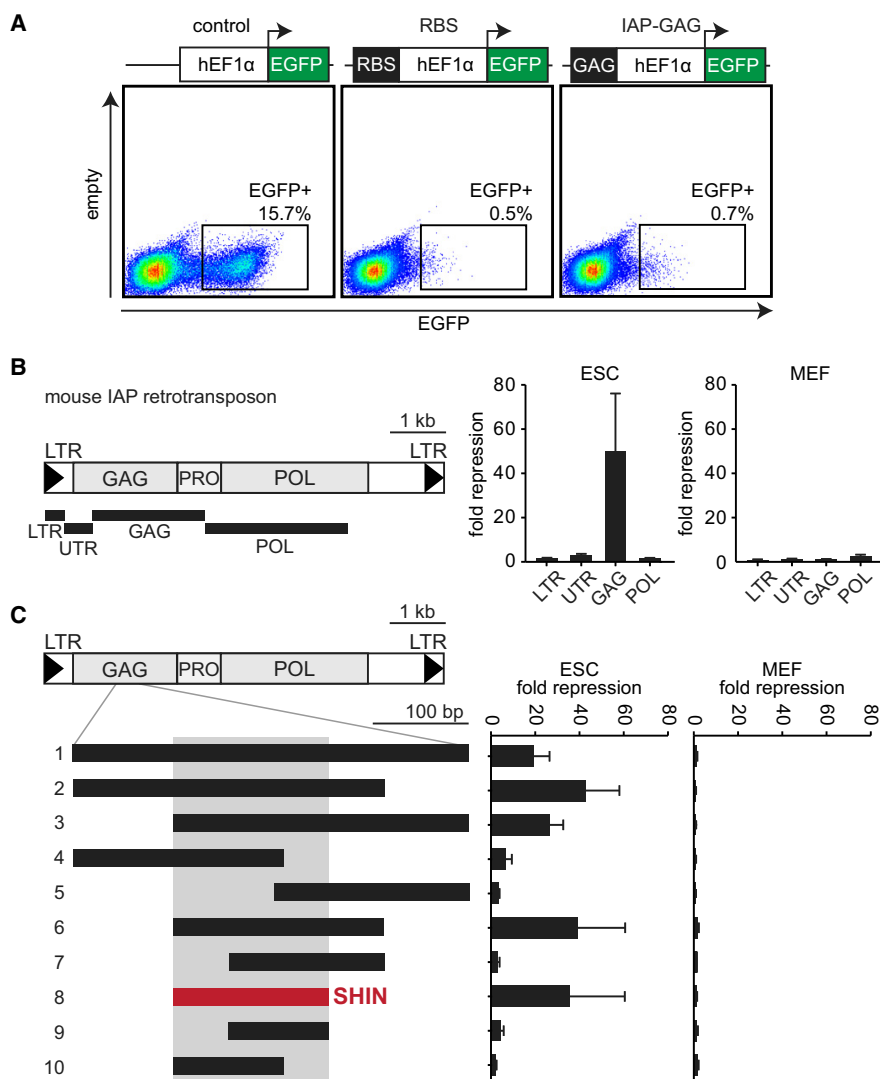 A
control
RBS
IAP-GAG
hEF1α EGFP
RBS hEF1α EGFP
GAG hEF1α EGFP
empty
EGFP+
15.7%
EGFP+
0.5%
EGFP+
0.7%
EGFP
B
mouse IAP retrotransposon
1 kb
LTR
LTR
GAG PRO POL
LTR
UTR
GAG
POL
ESC
fold repression
80
60
40
20
0
LTR
UTR
GAG
POL
MEF
fold repression
80
60
40
20
0
LTR
UTR
GAG
POL
C
1 kb
LTR
LTR
GAG PRO POL
100 bp
ESC
fold repression
0 20 40 60 80
MEF
fold repression
0 20 40 60 80
1
2
3
4
5
6
7
8 SHIN
9
10